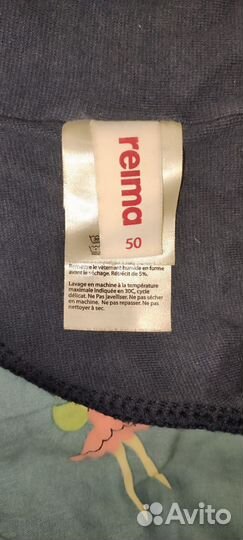 reima
50
Remettre le vêtement humide en forme
avant le séchage. Rétrécit de 5%.
Lavage en machine à la température
maximale indiquée en 30C, cycle
délicat. Ne Pas Javelliser. Ne pas sécher
en machine. Ne pas repasser. Ne pas
nettoyer à sec.
Avito